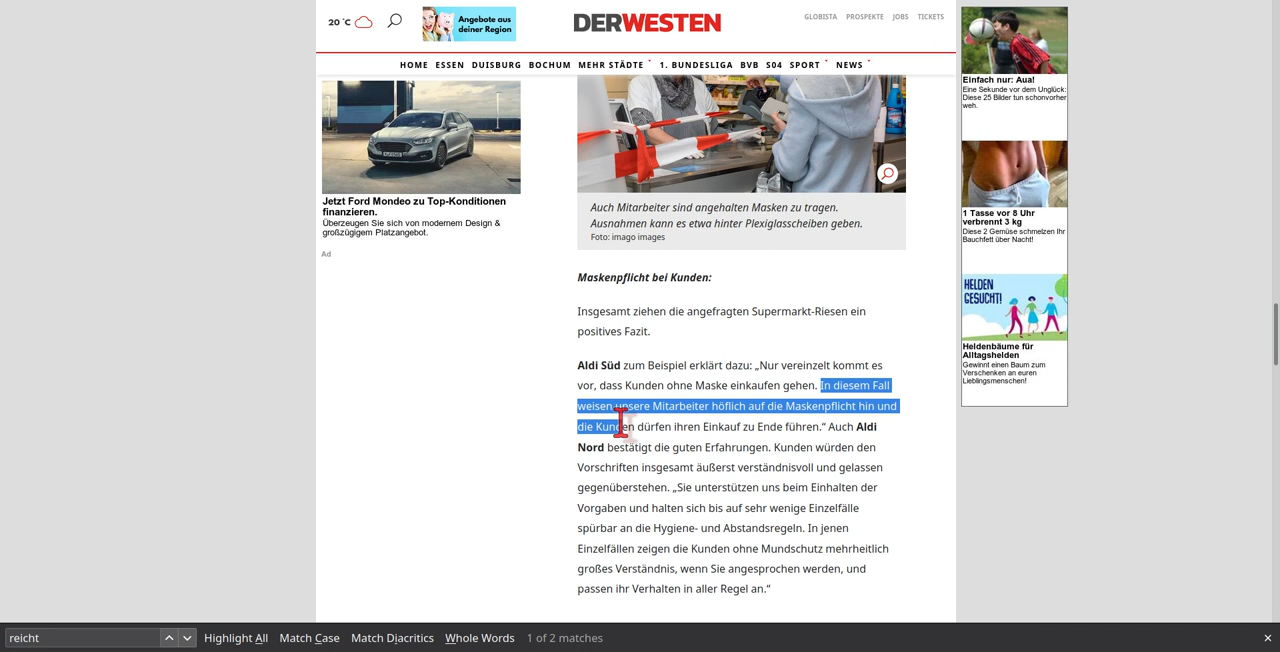 20 °C
Angebote aus
deiner Region
DERWESTEN
GLOBISTA PROSPEKTE JOBS TICKETS
HOME ESSEN DUISBURG BOCHUM MEHR STÄDTE 1. BUNDESLIGA BVB S04 SPORT NEWS
Jetzt Ford Mondeo zu Top-Konditionen
finanzieren.
Überzeugen Sie sich von modernem Design &
großzügigem Platzangebot.
Ad
Auch Mitarbeiter sind angehalten Masken zu tragen.
Ausnahmen kann es etwa hinter Plexiglasscheiben geben.
Foto: imago images
Maskenpflicht bei Kunden:
Insgesamt ziehen die angefragten Supermarkt-Riesen ein
positives Fazit.
Aldi Süd zum Beispiel erklärt dazu: „Nur vereinzelt kommt es
vor, dass Kunden ohne Maske einkaufen gehen. In diesem Fall
weisen unsere Mitarbeiter höflich auf die Maskenpflicht hin und
die Kunden dürfen ihren Einkauf zu Ende führen.“ Auch Aldi
Nord bestätigt die guten Erfahrungen. Kunden würden den
Vorschriften insgesamt äußerst verständnisvoll und gelassen
gegenüberstehen. „Sie unterstützen uns beim Einhalten der
Vorgaben und halten sich bis auf sehr wenige Einzelfälle
spürbar an die Hygiene- und Abstandsregeln. In jenen
Einzelfällen zeigen die Kunden ohne Mundschutz mehrheitlich
großes Verständnis, wenn Sie angesprochen werden, und
passen ihr Verhalten in aller Regel an.“
Einfach nur: Aua!
Eine Sekunde vor dem Unglück:
Diese 25 Bilder tun schonvorher
weh.
1 Tasse vor 8 Uhr
verbrennt 3 kg
Diese 2 Gemüse schmelzen Ihr
Bauchfett über Nacht!
HELDEN
GESUCHT!
Heldenbäume für
Alltagshelden
Gewinnt einen Baum zum
Verschenken an euren
Lieblingsmenschen!
reicht Highlight All Match Case Match Diacritics Whole Words 1 of 2 matches